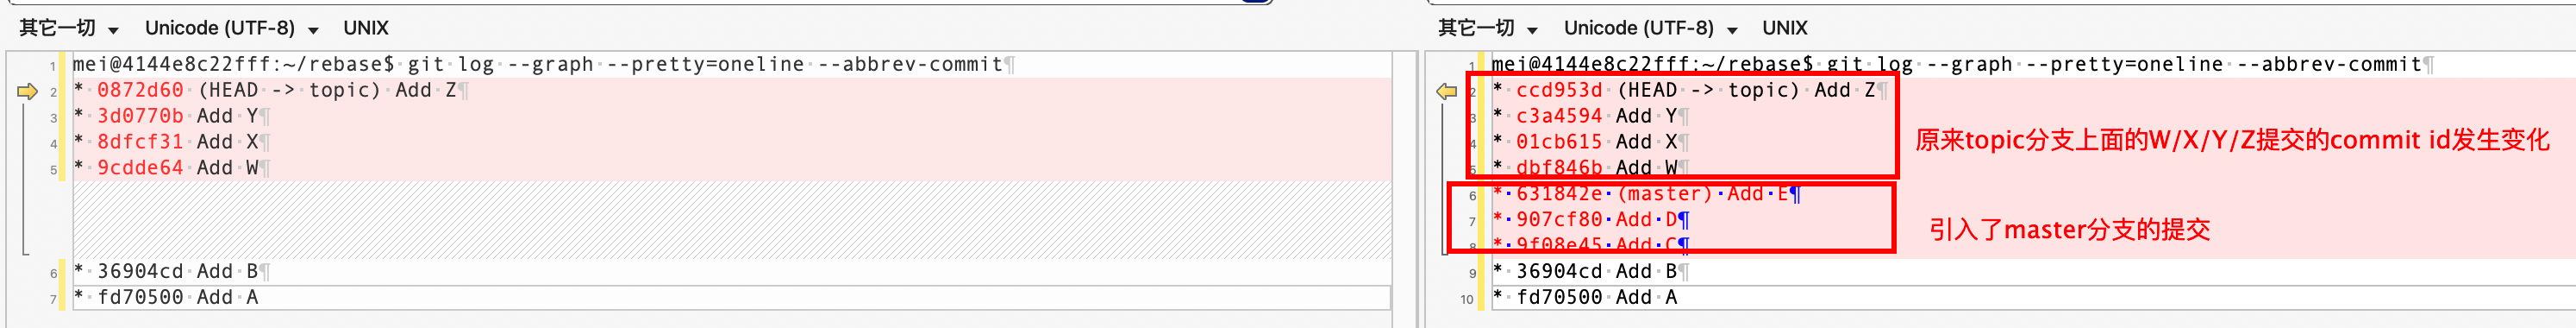 其它一切 Unicode (UTF-8) UNIX
1 mei@4144e8c22fff:~/rebase$ git log --graph --pretty=oneline --abbrev-commit¶
2 * 0872d60 (HEAD -> topic) Add Z¶
3 * 3d0770b Add Y¶
4 * 8dfcf31 Add X¶
5 * 9cdde64 Add W¶
6 * 36904cd Add B¶
7 * fd70500 Add A
其它一切 Unicode (UTF-8) UNIX
1 mei@4144e8c22fff:~/rebase$ git log --graph --pretty=oneline --abbrev-commit¶
2 * ccd953d (HEAD -> topic) Add Z¶
3 * c3a4594 Add Y¶
4 * 01cb615 Add X¶
5 * dbf846b Add W¶
原来topic分支上面的W/X/Y/Z提交的commit id发生变化
6 * 631842e (master) Add E¶
7 * 907cf80 Add D¶
8 * 9f08e45 Add C¶
引入了master分支的提交
9 * 36904cd Add B¶
10 * fd70500 Add A